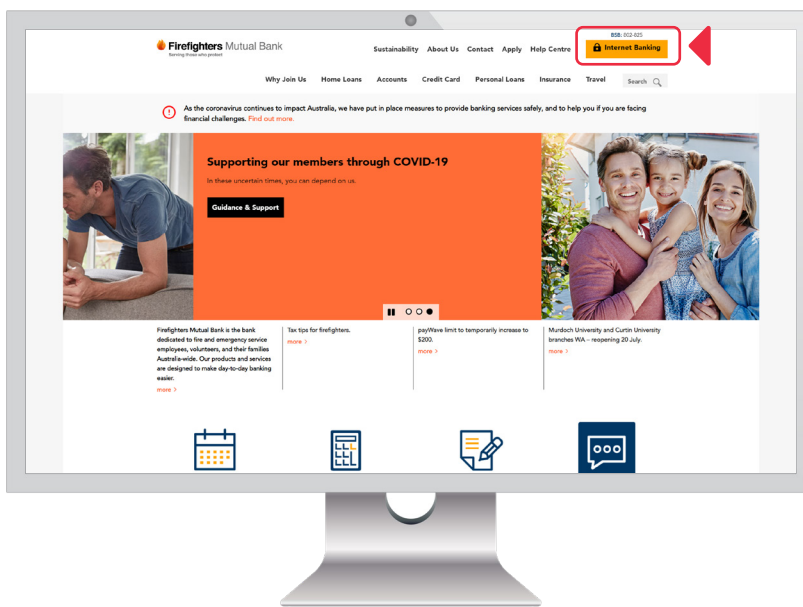 BSB: 002-025
Firefighters Mutual Bank
Serving those who protect
Sustainability About Us Contact Apply Help Centre
Internet Banking
Why Join Us Home Loans Accounts Credit Card Personal Loans Insurance Travel Search
As the coronavirus continues to impact Australia, we have put in place measures to provide banking services safely, and to help you if you are facing
financial challenges. Find out more.
Supporting our members through COVID-19
In these uncertain times, you can depend on us.
Guidance & Support
Firefighters Mutual Bank is the bank
dedicated to fire and emergency service
employees, volunteers, and their families
Australia-wide. Our products and services
are designed to make day-to-day banking
easier.
more >
Tax tips for firefighters.
more >
payWave limit to temporarily increase to
$200.
more >
Murdoch University and Curtin University
branches WA – reopening 20 July.
more >